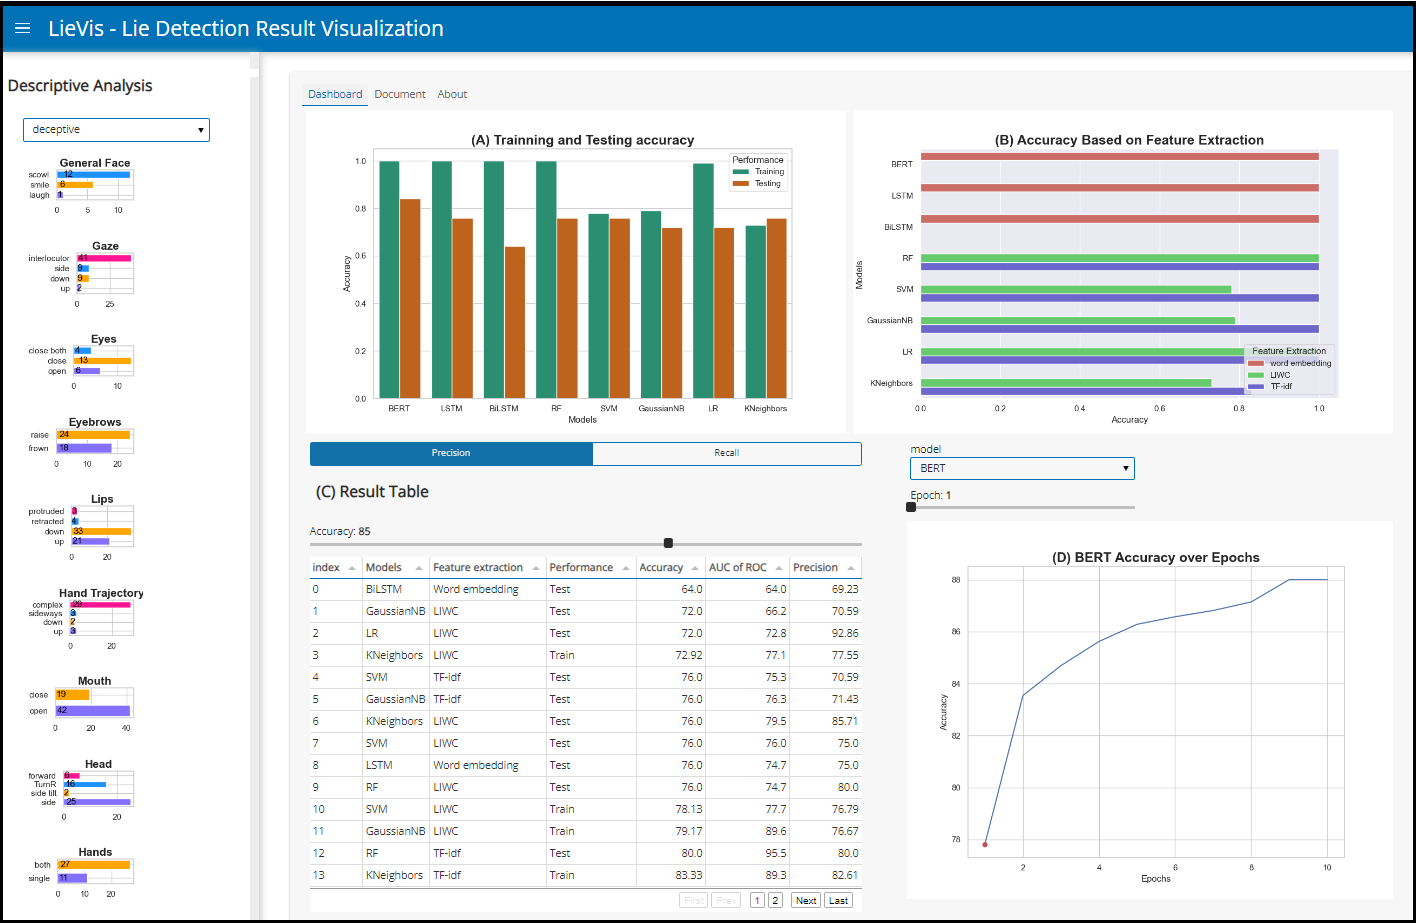 LieVis - Lie Detection Result Visualization
Descriptive Analysis
deceptive
General Face
scowl 12
smile 6
laugh 1
0 5 10
Gaze
interlocutor 41
side 9
down 9
up 2
0 25
Eyes
close both 4
close 13
open 6
0 10
Eyebrows
raise 24
frown 18
0 10 20
Lips
protruded 3
retracted 4
down 33
up 21
0 20
Hand Trajectory
complex 29
sideways 3
down 2
up 3
0 20
Mouth
close 19
open 42
0 20 40
Head
forward 6
TurnR 16
side tilt 2
side 25
0 20
Hands
both 27
single 11
0 10 20
Dashboard Document About
(A) Trainning and Testing accuracy
Performance
Training
Testing
1.0
0.8
0.6
0.4
0.2
0.0
Accuracy
BERT LSTM BiLSTM RF SVM GaussianNB LR KNeighbors
Models
(B) Accuracy Based on Feature Extraction
BERT
LSTM
BiLSTM
RF
SVM
GaussianNB
LR
KNeighbors
Models
Feature Extraction
word embedding
LIWC
TF-idf
0.0 0.2 0.4 0.6 0.8 1.0
Accuracy
Precision Recall
(C) Result Table
Accuracy: 85
index Models Feature extraction Performance Accuracy AUC of ROC Precision
0 BiLSTM Word embedding Test 64.0 64.0 69.23
1 GaussianNB LIWC Test 72.0 66.2 70.59
2 LR LIWC Test 72.0 72.8 92.86
3 KNeighbors LIWC Train 72.92 77.1 77.55
4 SVM TF-idf Test 76.0 75.3 70.59
5 GaussianNB TF-idf Test 76.0 76.3 71.43
6 KNeighbors LIWC Test 76.0 79.5 85.71
7 SVM LIWC Test 76.0 76.0 75.0
8 LSTM Word embedding Test 76.0 74.7 75.0
9 RF LIWC Test 76.0 74.7 80.0
10 SVM LIWC Train 78.13 77.7 76.79
11 GaussianNB LIWC Train 79.17 89.6 76.67
12 RF TF-idf Test 80.0 95.5 80.0
13 KNeighbors TF-idf Train 83.33 89.3 82.61
First Prev 1 2 Next Last
model
BERT
Epoch: 1
(D) BERT Accuracy over Epochs
88
86
84
82
80
78
Accuracy
2 4 6 8 10
Epochs